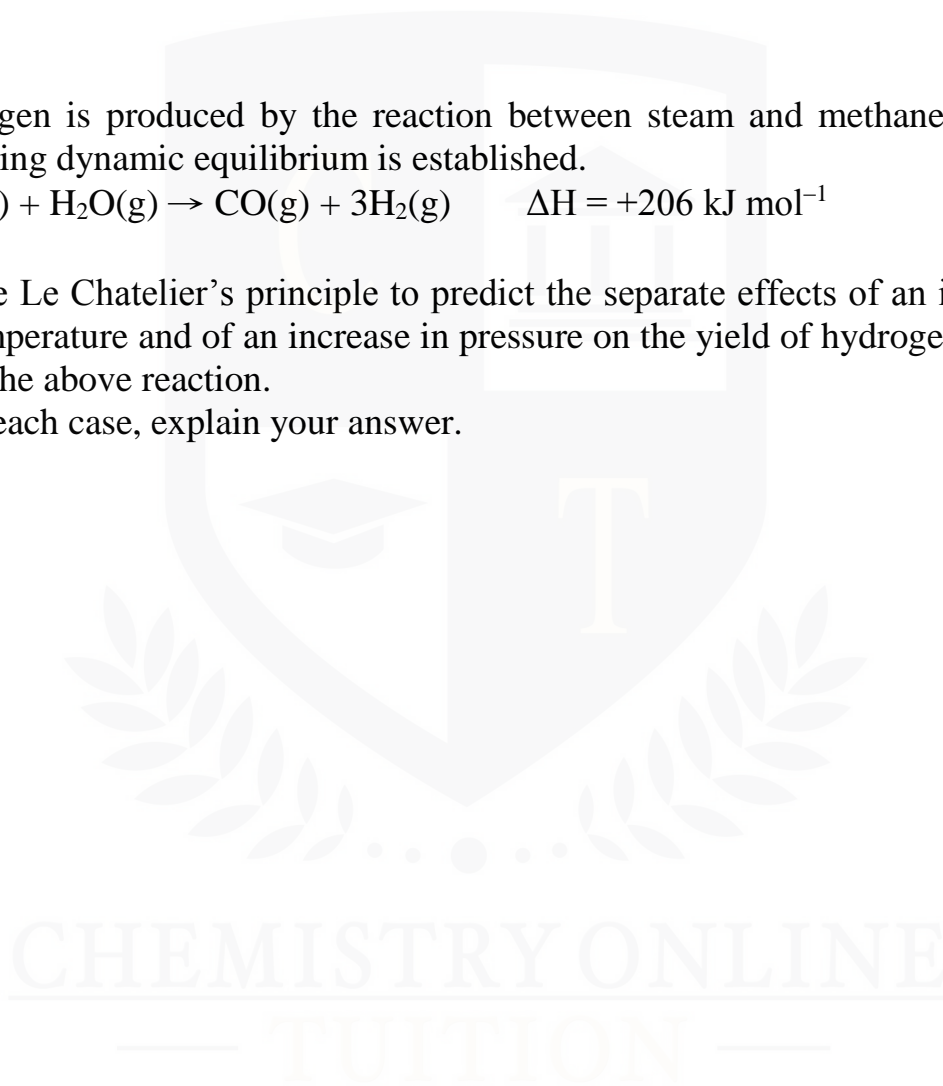 gen is produced by the reaction between steam and methane
ing dynamic equilibrium is established.
) + H₂O(g) → CO(g) + 3H₂(g) ΔH = +206 kJ mol⁻¹
e Le Chatelier’s principle to predict the separate effects of an i
perature and of an increase in pressure on the yield of hydroge
he above reaction.
each case, explain your answer.
T
CHEMISTRY ONLINE
TUITION